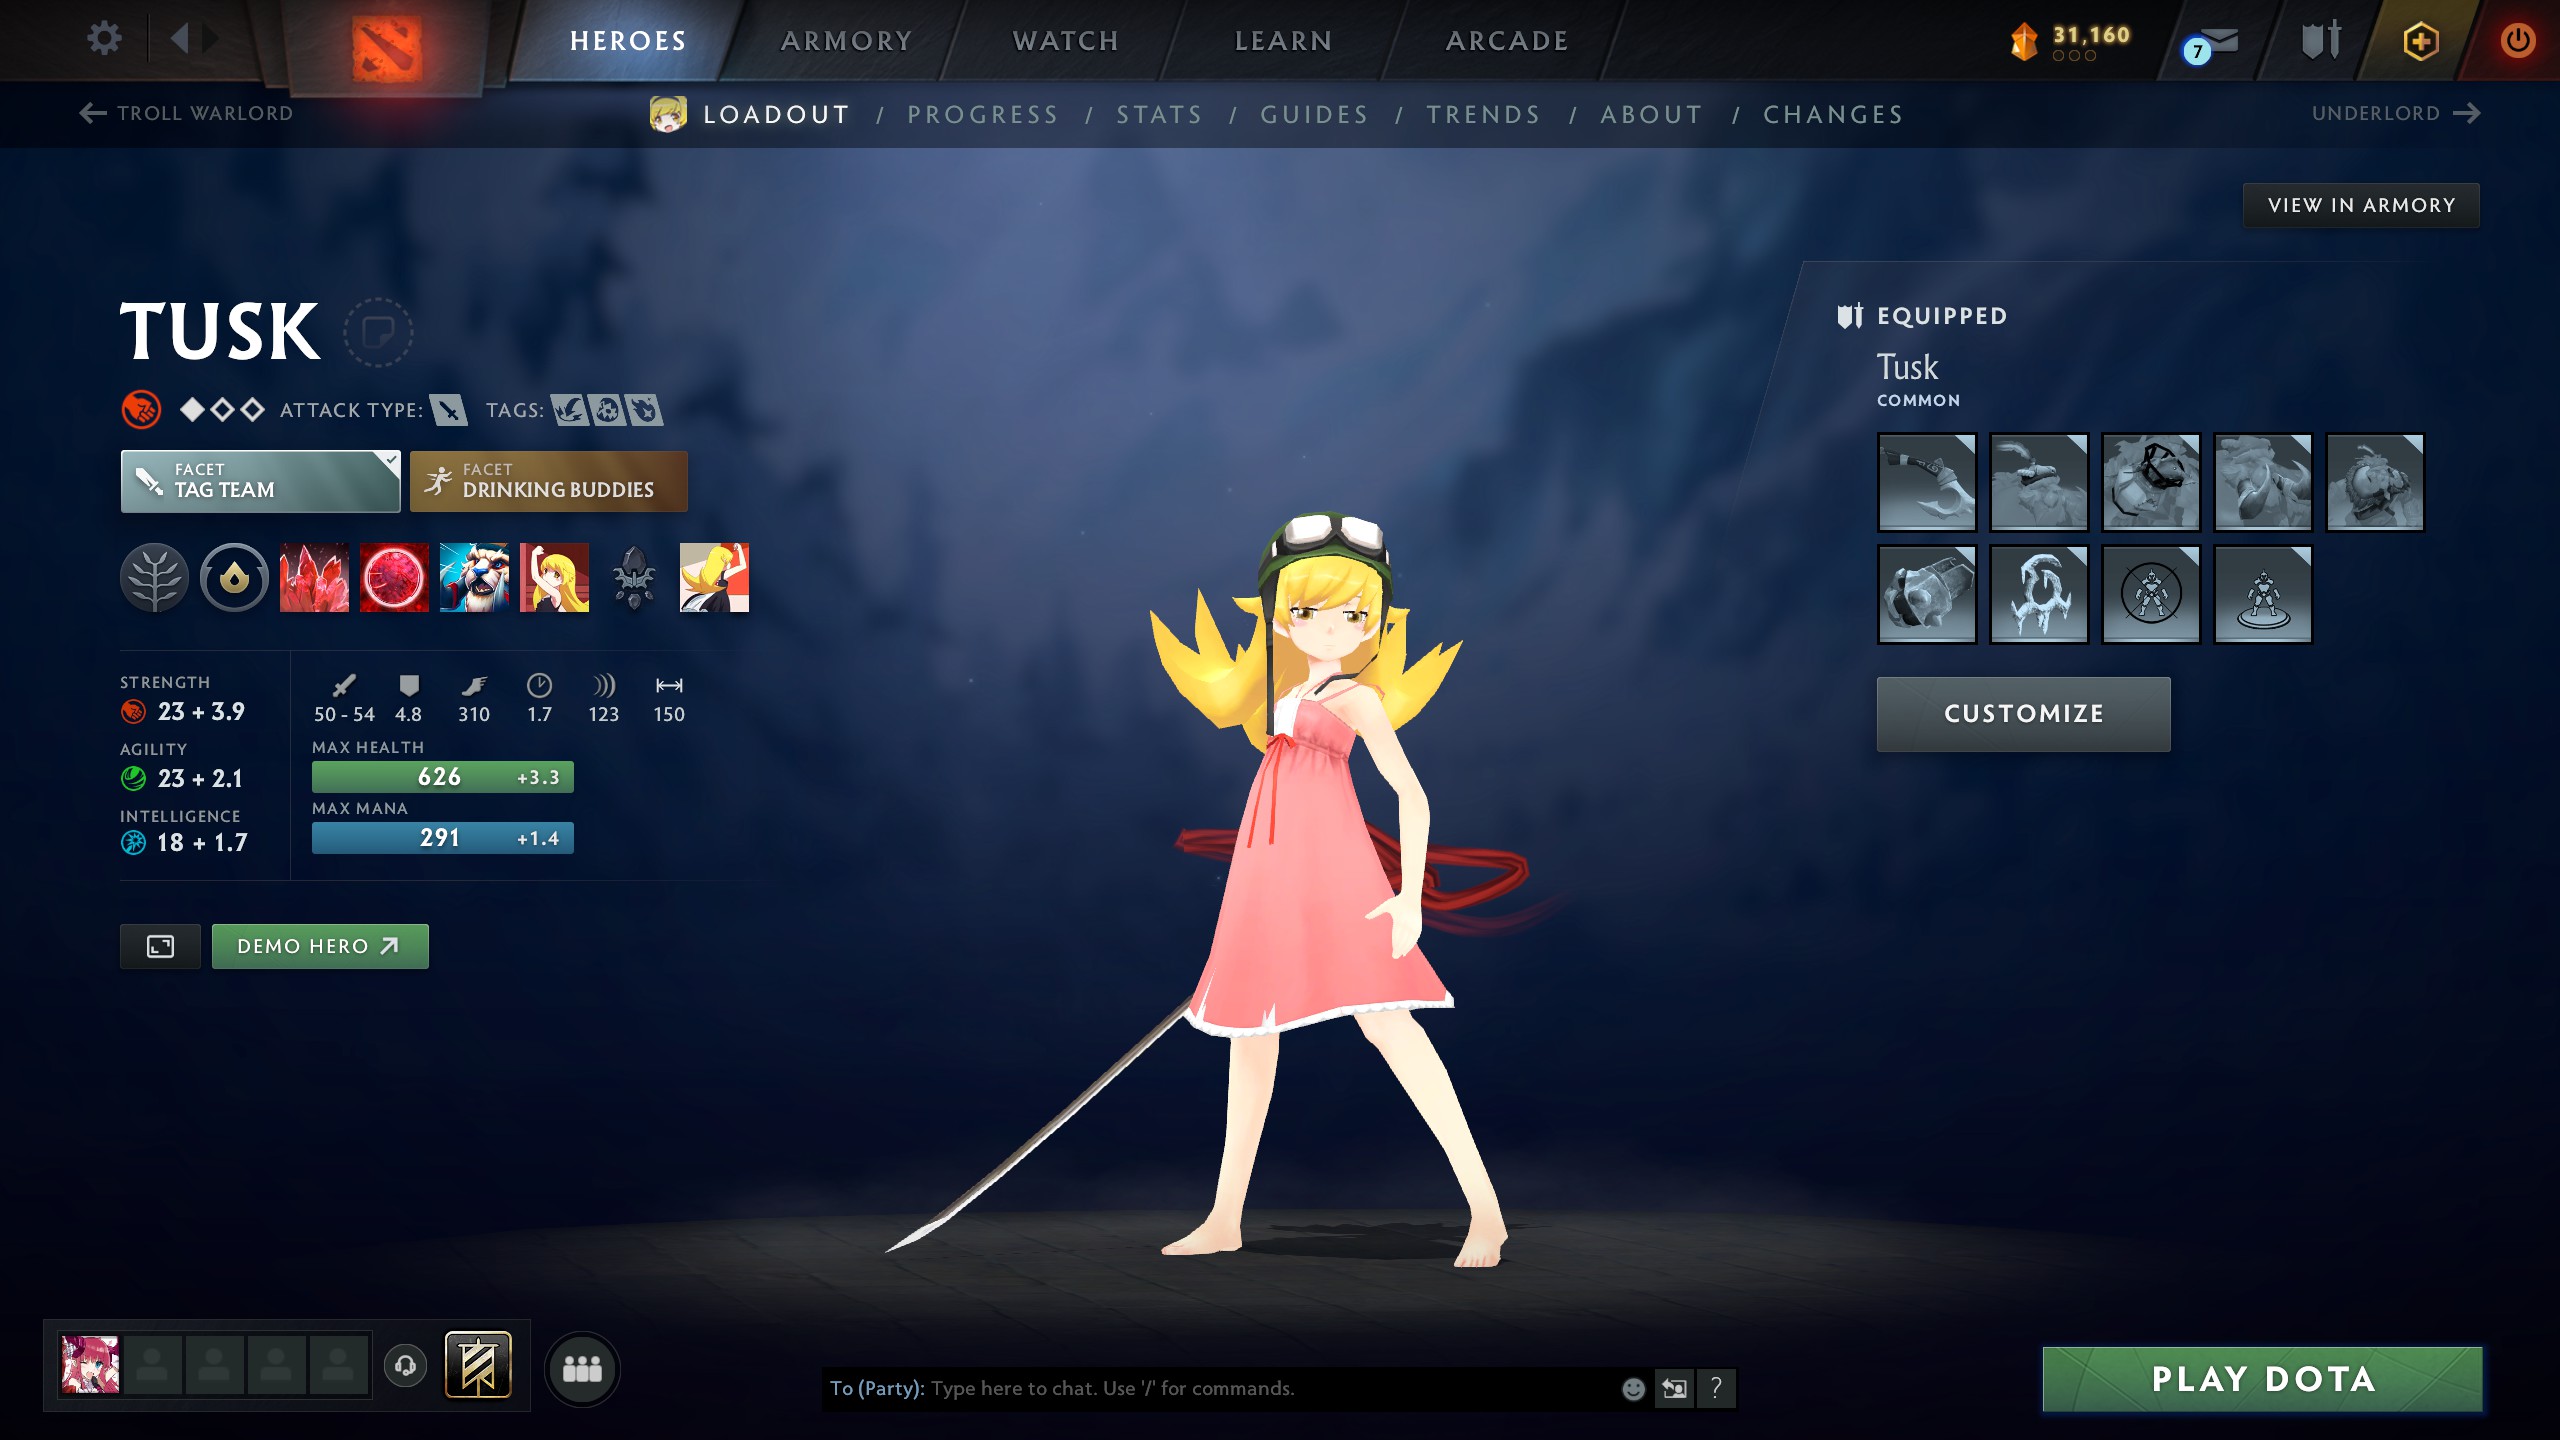 HEROES
ARMORY
WATCH
LEARN
ARCADE
31,160
7
TROLL WARLORD
LOADOUT / PROGRESS / STATS / GUIDES / TRENDS / ABOUT / CHANGES
UNDERLORD
VIEW IN ARMORY
TUSK
ATTACK TYPE:
TAGS:
FACET
TAG TEAM
FACET
DRINKING BUDDIES
STRENGTH
23 + 3.9
AGILITY
23 + 2.1
INTELLIGENCE
18 + 1.7
50 - 54
4.8
310
1.7
123
150
MAX HEALTH
626 +3.3
MAX MANA
291 +1.4
DEMO HERO
EQUIPPED
Tusk
COMMON
CUSTOMIZE
To (Party): Type here to chat. Use '/' for commands.
?
PLAY DOTA